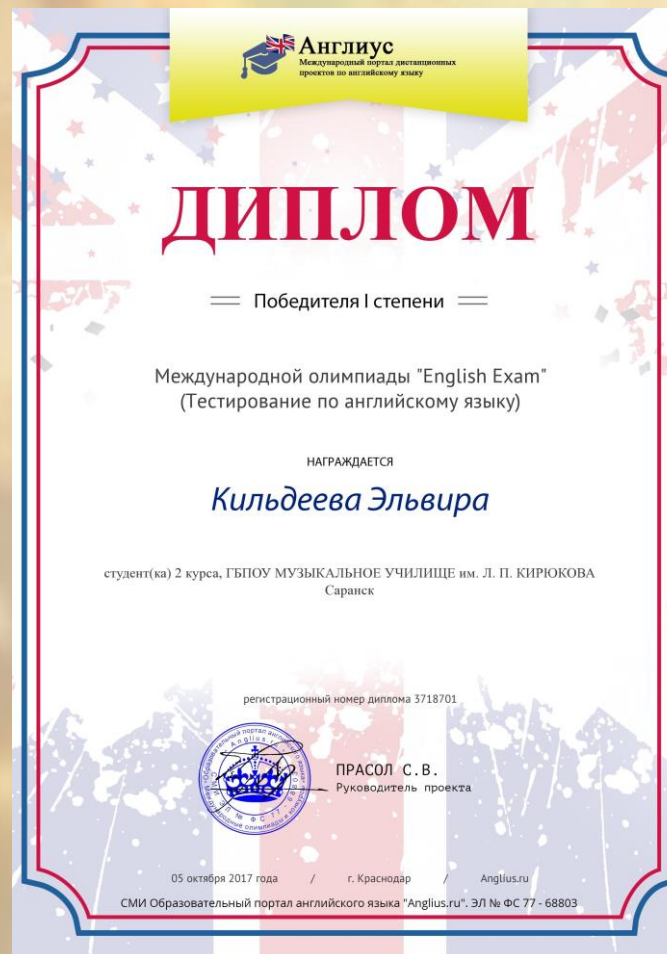 Англиус
Международный портал дистанционных
проектов по английскому языку
ДИПЛОМ
Победителя I степени
Международной олимпиады "English Exam"
(Тестирование по английскому языку)
НАГРАЖДАЕТСЯ
Кильдеева Эльвира
студент(ка) 2 курса, ГБПОУ МУЗЫКАЛЬНОЕ УЧИЛИЩЕ им. Л. П. КИРЮКОВА
Саранск
регистрационный номер диплома 3718701
ПРАСОЛ С.В.
Руководитель проекта
05 октября 2017 года / г. Краснодар / Anglius.ru
СМИ Образовательный портал английского языка "Anglius.ru". ЭЛ № ФС 77 - 68803